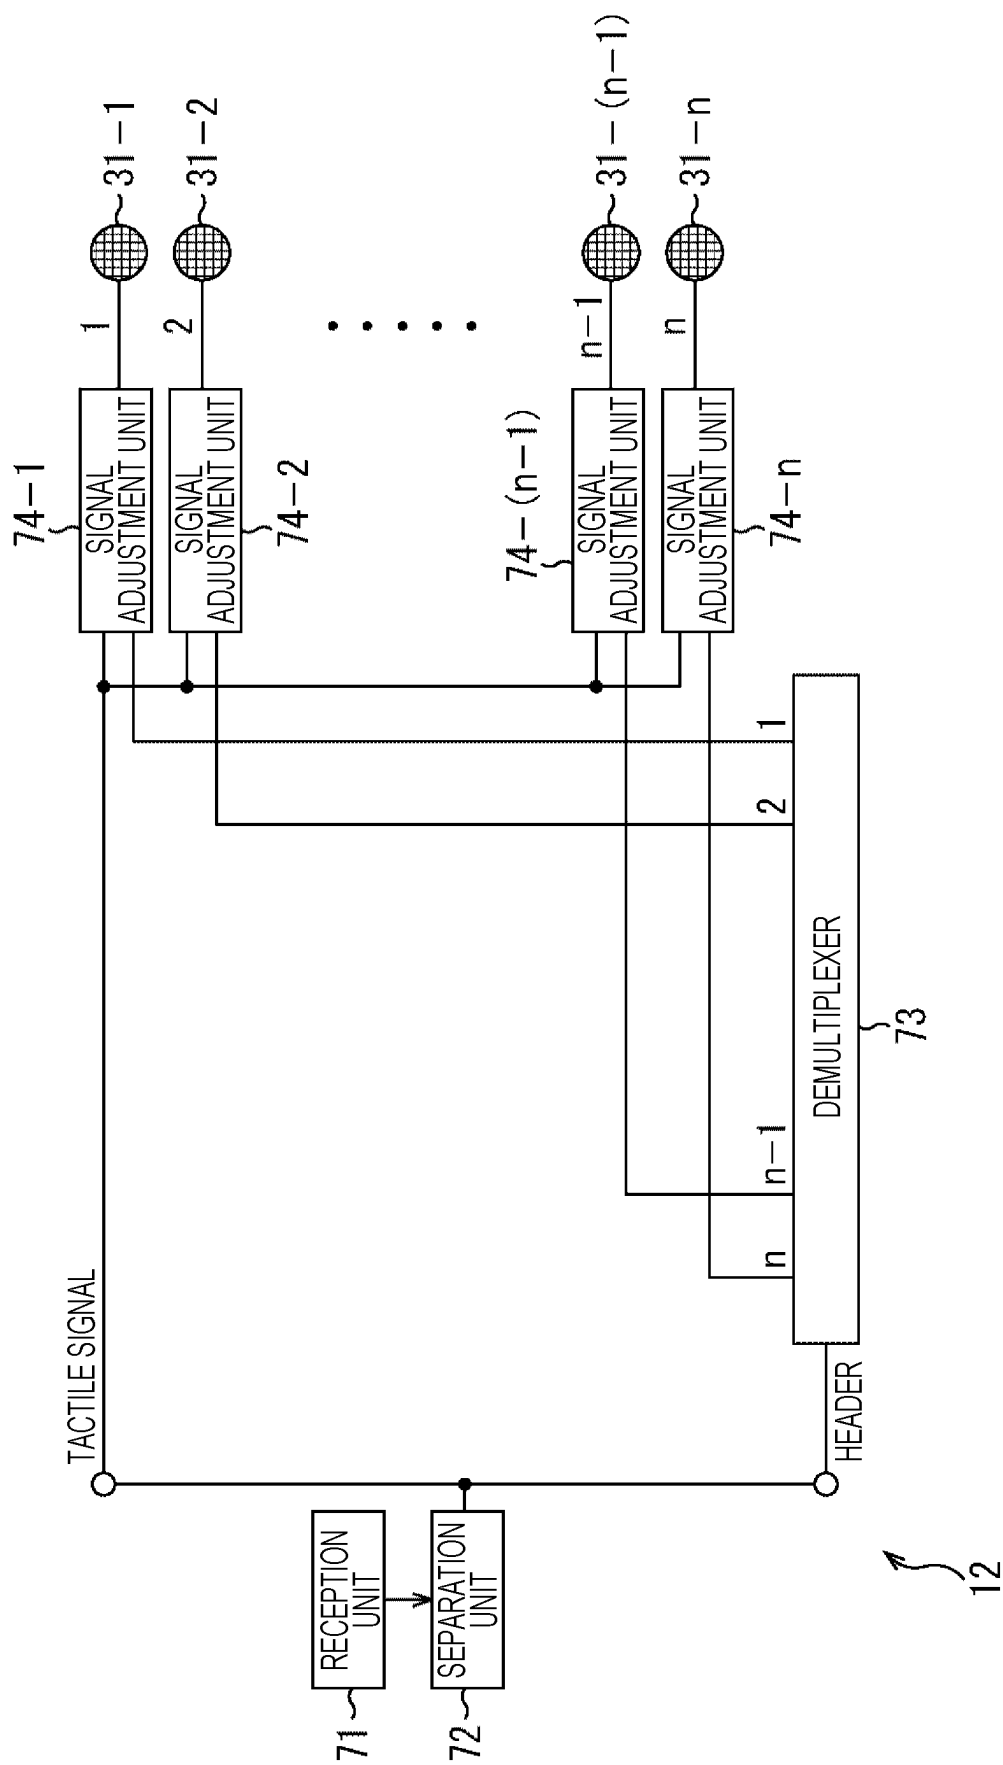 71
RECEPTION
UNIT
72
SEPARATION
UNIT
12
TACTILE SIGNAL
HEADER
DEMULTIPLEXER
73
n
n-1
2
1
74-1
SIGNAL
ADJUSTMENT UNIT
1
31-1
SIGNAL
ADJUSTMENT UNIT
74-2
2
31-2
74-(n-1)
SIGNAL
ADJUSTMENT UNIT
n-1
31-(n-1)
SIGNAL
ADJUSTMENT UNIT
74-n
n
31-n